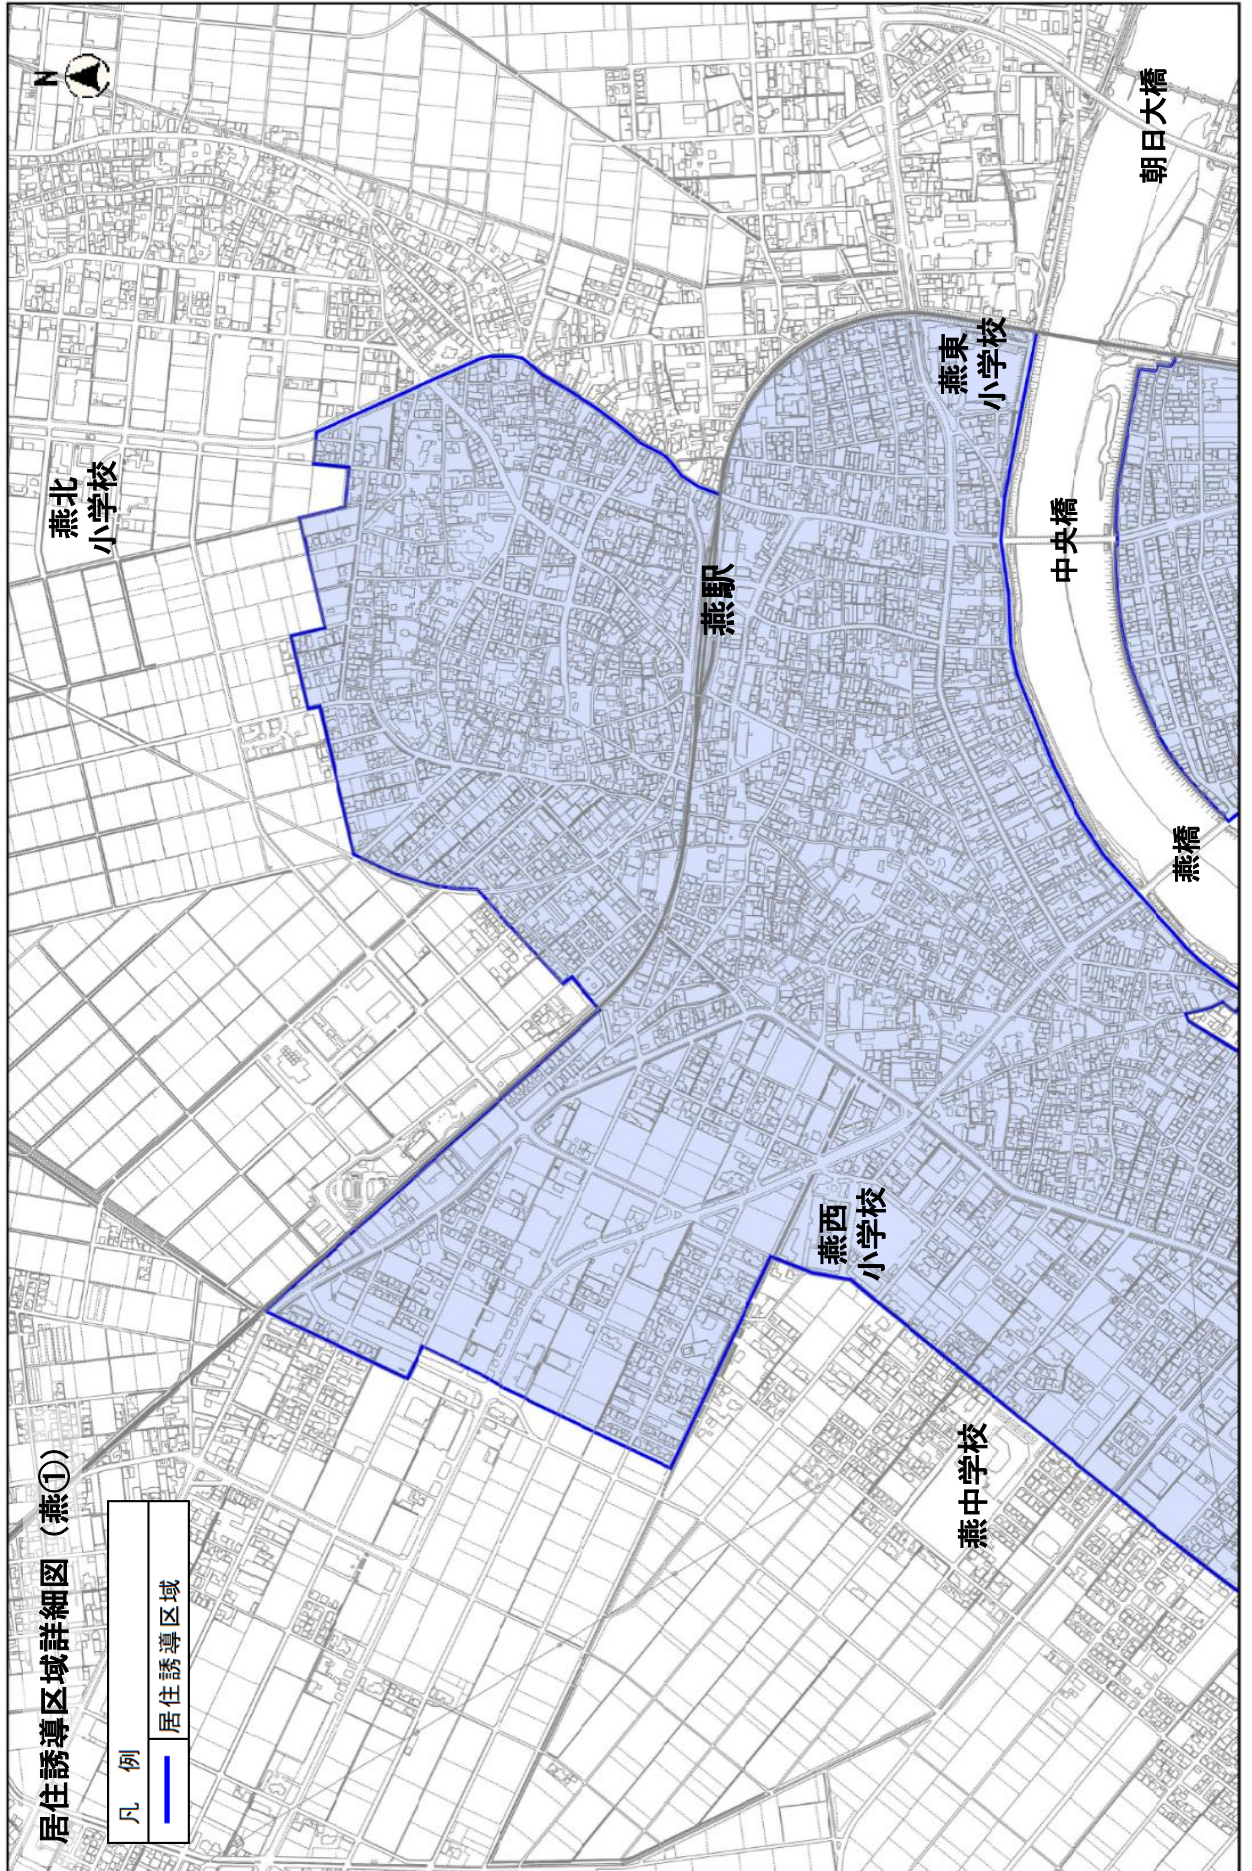 居住誘導区域詳細図（燕①）
凡　例
居住誘導区域
N
燕北
小学校
燕駅
燕東
小学校
朝日大橋
中央橋
燕橋
燕西
小学校
燕中学校